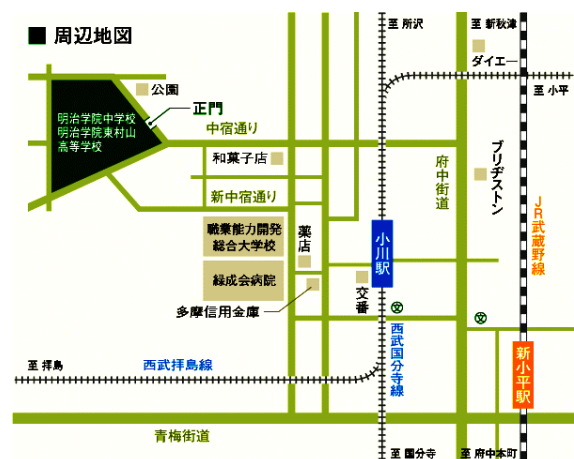 ■ 周辺地図
至 所沢
至 新秋津
ダイエー
至 小平
公園
正門
明治学院中学校
明治学院東村山
高等学校
中宿通り
和菓子店
新中宿通り
府中街道
ブリヂストン
JR武蔵野線
職業能力開発
総合大学校
薬店
小川駅
緑成会病院
交番
多摩信用金庫
文
文
西武国分寺線
新小平駅
至 拝島
西武拝島線
青梅街道
至 国分寺
至 府中本町